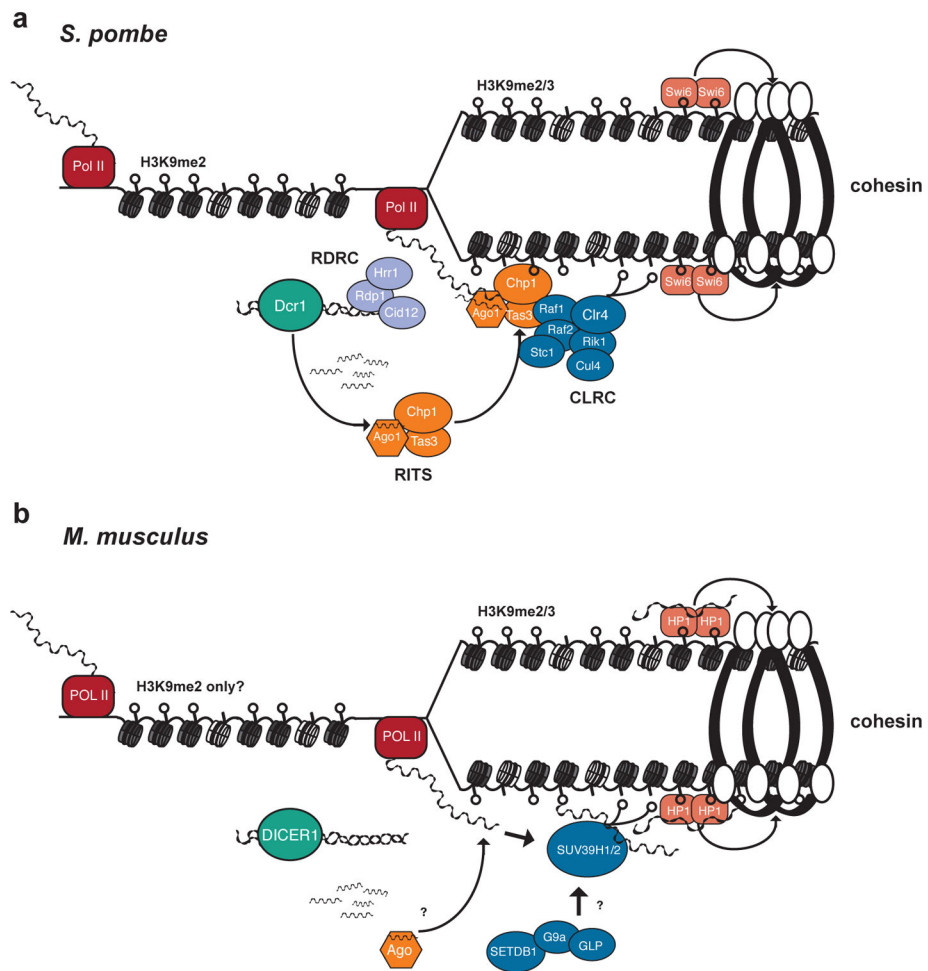 a
S. pombe
H3K9me2/3
Swi6 Swi6
Pol II
H3K9me2
Pol II
cohesin
RDRC
Hrr1
Rdp1
Cid12
Dcr1
Chp1
Ago1
Tas3
Raf1
Clr4
Raf2
Rik1
Stc1
Cul4
CLRC
Swi6 Swi6
Chp1
Ago1
Tas3
RITS
b
M. musculus
H3K9me2/3
HP1 HP1
POL II
H3K9me2 only?
POL II
cohesin
HP1 HP1
DICER1
SUV39H1/2
?
?
Ago
SETDB1
G9a
GLP